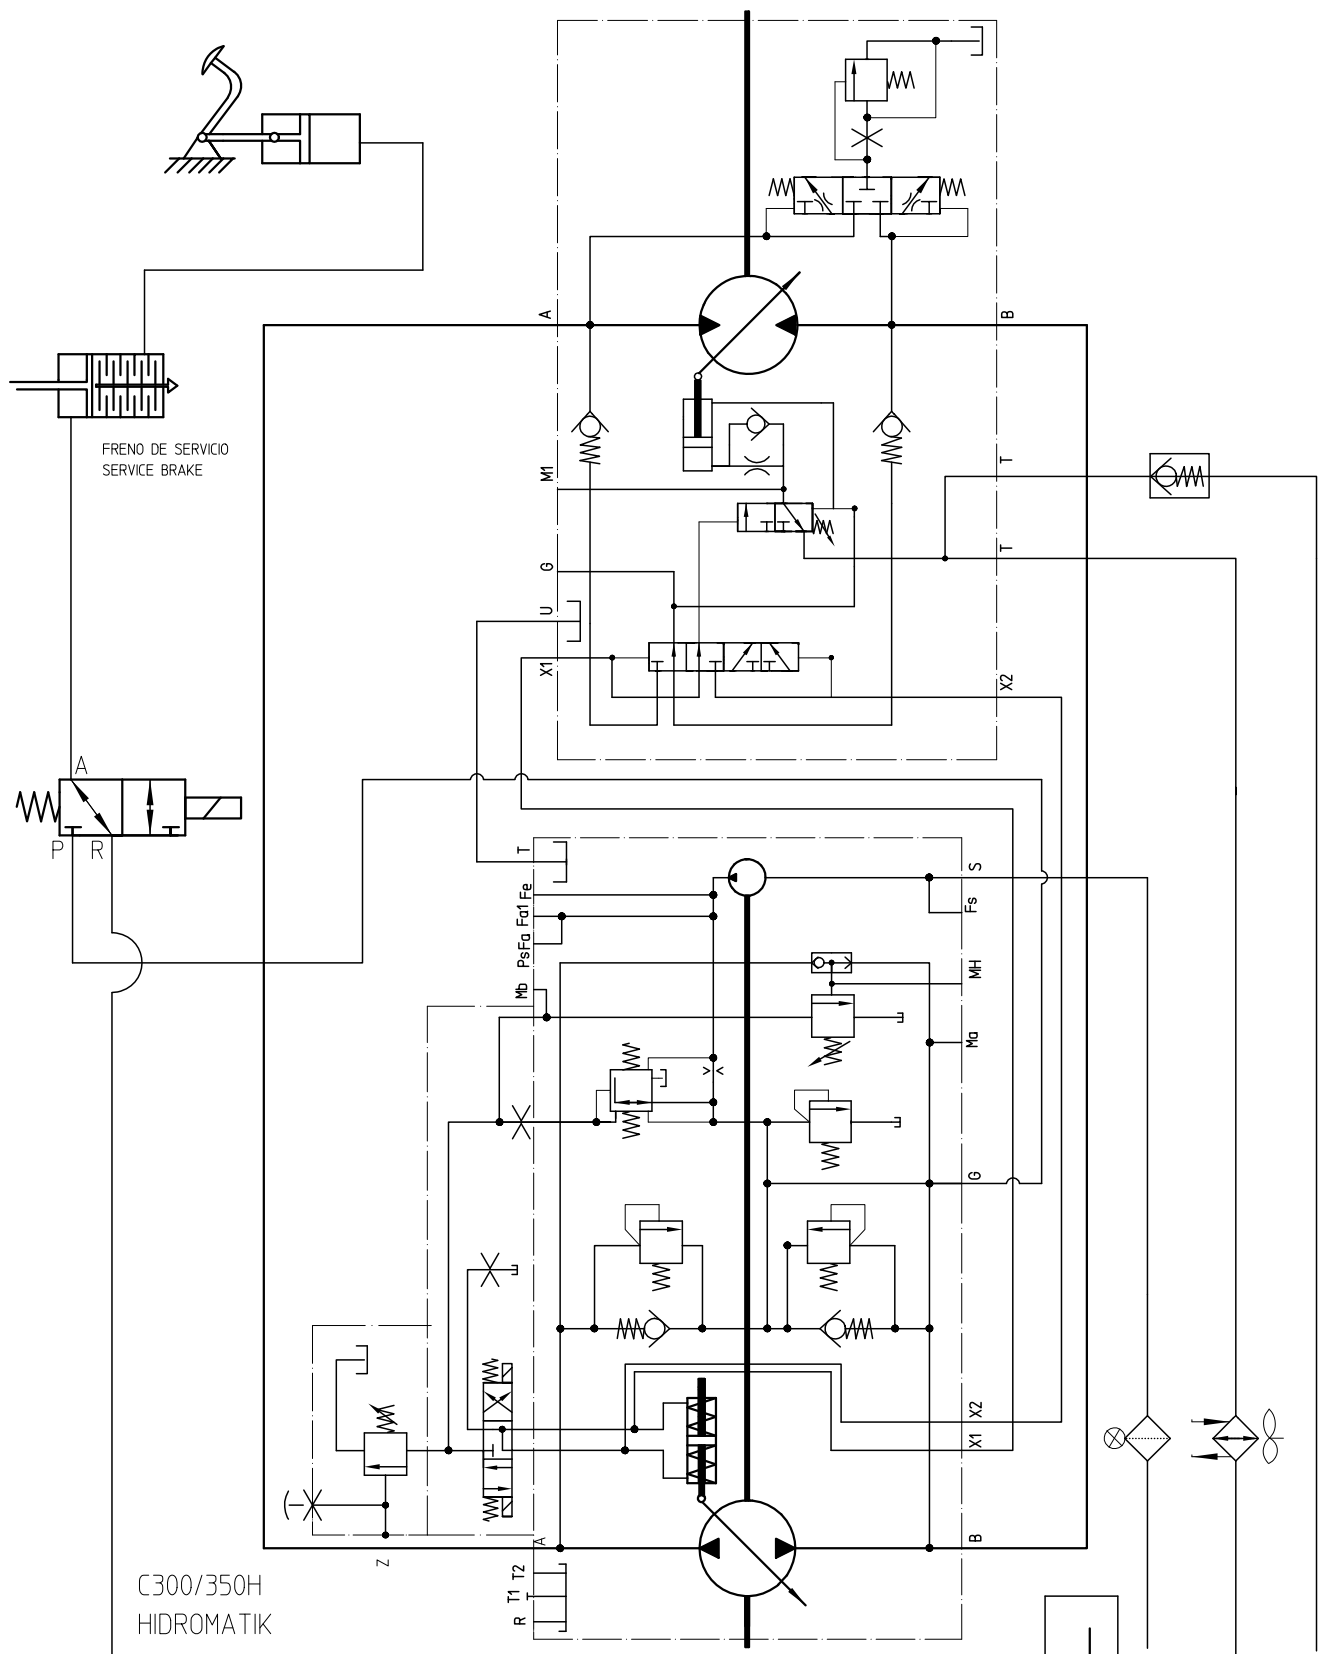 A
B
FRENO DE SERVICIO
SERVICE BRAKE
M1
T
G
T
U
X1
X2
A
P R
T
S
Fe
Fa1
Fs
Fa
Ps
MH
Mb
Ma
G
X2
X1
A
B
Z
C300/350H
HIDROMATIK
T2
T1
R